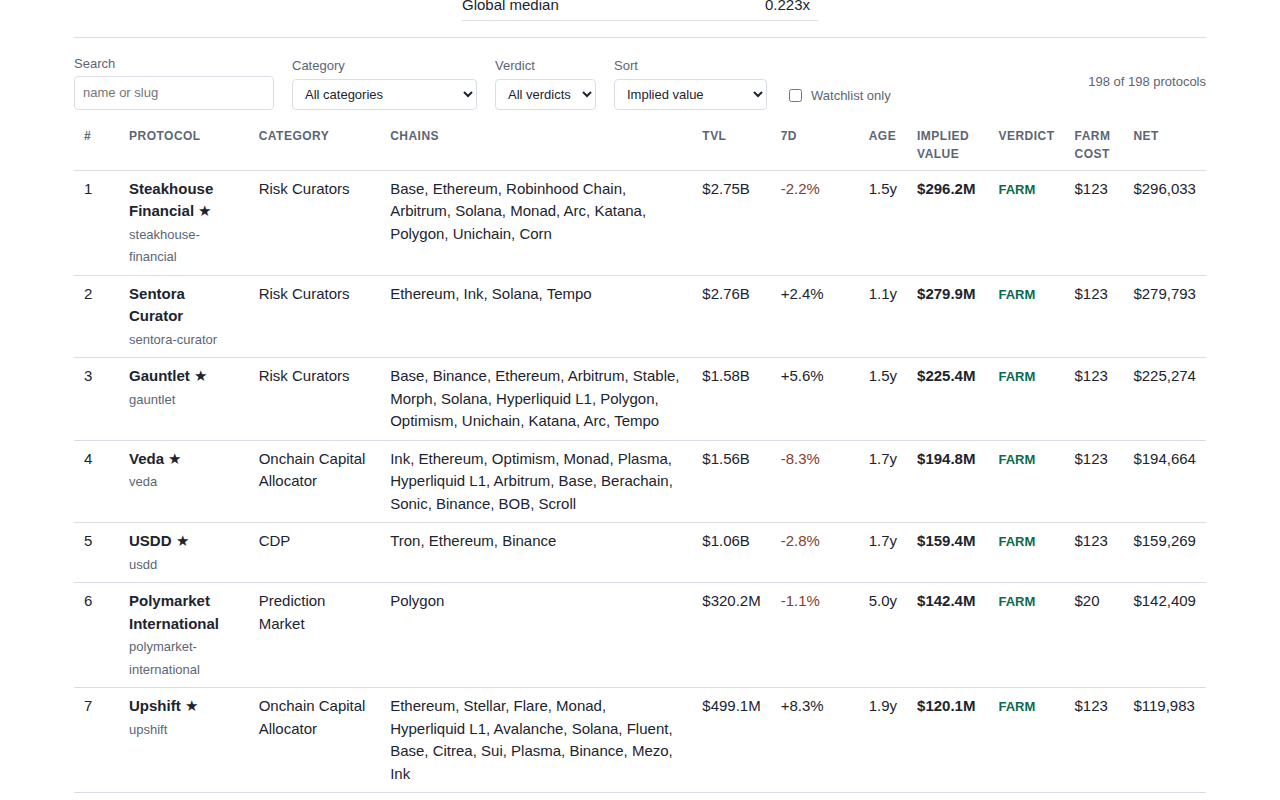 Global median 0.223x
Search
name or slug
Category
All categories
Verdict
All verdicts
Sort
Implied value
Watchlist only
198 of 198 protocols
# PROTOCOL CATEGORY CHAINS TVL 7D AGE IMPLIED VALUE VERDICT FARM COST NET
1 Steakhouse Financial ★ Risk Curators Base, Ethereum, Robinhood Chain, $2.75B -2.2% 1.5y $296.2M FARM $123 $296,033
Arbitrum, Solana, Monad, Arc, Katana,
steakhouse- Polygon, Unichain, Corn
financial
2 Sentora Risk Curators Ethereum, Ink, Solana, Tempo $2.76B +2.4% 1.1y $279.9M FARM $123 $279,793
Curator
sentora-curator
3 Gauntlet ★ Risk Curators Base, Binance, Ethereum, Arbitrum, Stable, $1.58B +5.6% 1.5y $225.4M FARM $123 $225,274
gauntlet Morph, Solana, Hyperliquid L1, Polygon,
Optimism, Unichain, Katana, Arc, Tempo
4 Veda ★ Onchain Capital Ink, Ethereum, Optimism, Monad, Plasma, $1.56B -8.3% 1.7y $194.8M FARM $123 $194,664
veda Allocator Hyperliquid L1, Arbitrum, Base, Berachain,
Sonic, Binance, BOB, Scroll
5 USDD ★ CDP Tron, Ethereum, Binance $1.06B -2.8% 1.7y $159.4M FARM $123 $159,269
usdd
6 Polymarket Prediction Polygon $320.2M -1.1% 5.0y $142.4M FARM $20 $142,409
International Market
polymarket-
international
7 Upshift ★ Onchain Capital Ethereum, Stellar, Flare, Monad, $499.1M +8.3% 1.9y $120.1M FARM $123 $119,983
upshift Allocator Hyperliquid L1, Avalanche, Solana, Fluent,
Base, Citrea, Sui, Plasma, Binance, Mezo,
Ink